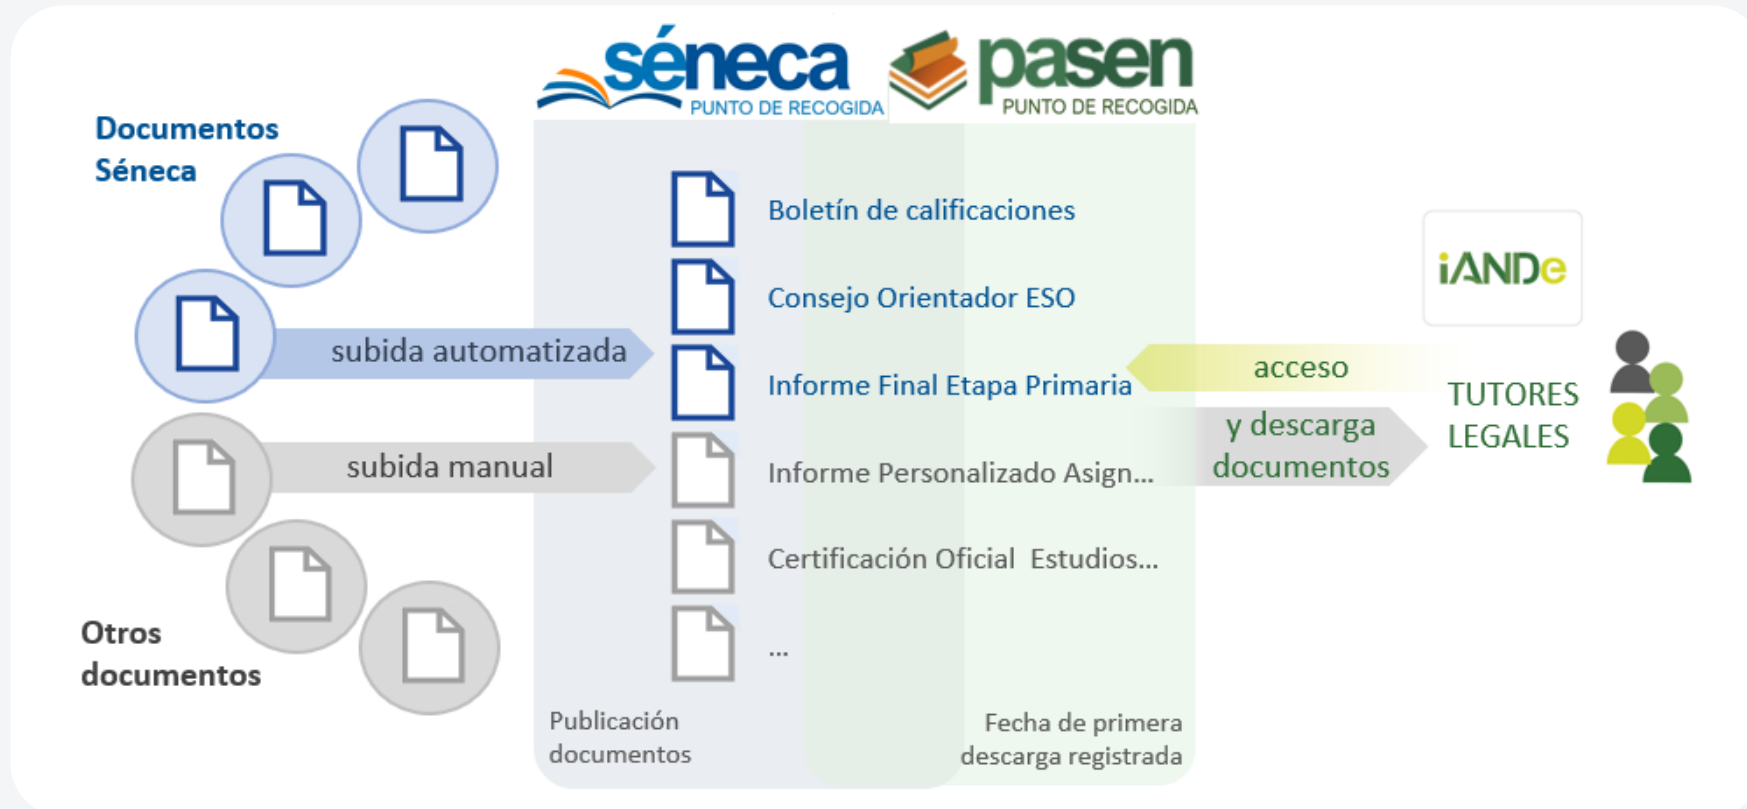 séneca
PUNTO DE RECOGIDA
pasen
PUNTO DE RECOGIDA
Documentos
Séneca
subida automatizada
subida manual
Otros
documentos
Boletín de calificaciones
Consejo Orientador ESO
Informe Final Etapa Primaria
Informe Personalizado Asign...
Certificación Oficial Estudios...
...
Publicación
documentos
Fecha de primera
descarga registrada
acceso
y descarga
documentos
iANDe
TUTORES
LEGALES